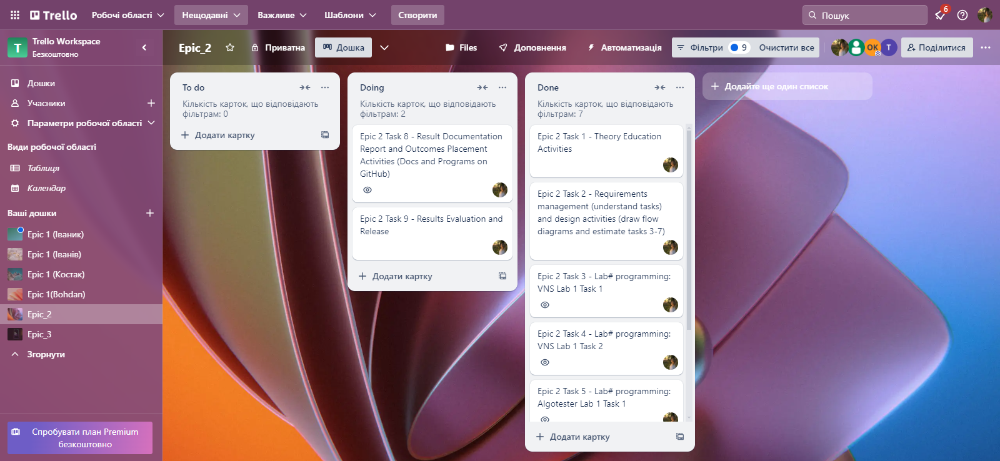 Trello
Робочі області
Нещодавні
Важливе
Шаблони
Створити
Пошук
6
T
Trello Workspace
Безкоштовно
Дошки
Учасники
Параметри робочої області
Види робочої області
Таблиця
Календар
Ваші дошки
Epic 1 (Іваник)
Epic 1 (Іванів)
Epic 1 (Костак)
Epic 1(Bohdan)
Epic_2
Epic_3
Згорнути
Спробувати план Premium
безкоштовно
Epic_2
Приватна
Дошка
Files
Доповнення
Автоматизація
Фільтри
9
Очистити все
OK
T
Поділитися
To do
Кількість карток, що відповідають
фільтрам: 0
Додати картку
Doing
Кількість карток, що відповідають
фільтрам: 2
Epic 2 Task 8 - Result Documentation
Report and Outcomes Placement
Activities (Docs and Programs on
GitHub)
Epic 2 Task 9 - Results Evaluation and
Release
Додати картку
Done
Кількість карток, що відповідають
фільтрам: 7
Epic 2 Task 1 - Theory Education
Activities
Epic 2 Task 2 - Requirements
management (understand tasks)
and design activities (draw flow
diagrams and estimate tasks 3-7)
Epic 2 Task 3 - Lab# programming:
VNS Lab 1 Task 1
Epic 2 Task 4 - Lab# programming:
VNS Lab 1 Task 2
Epic 2 Task 5 - Lab# programming:
Algotester Lab 1 Task 1
Додати картку
Додайте ще один список